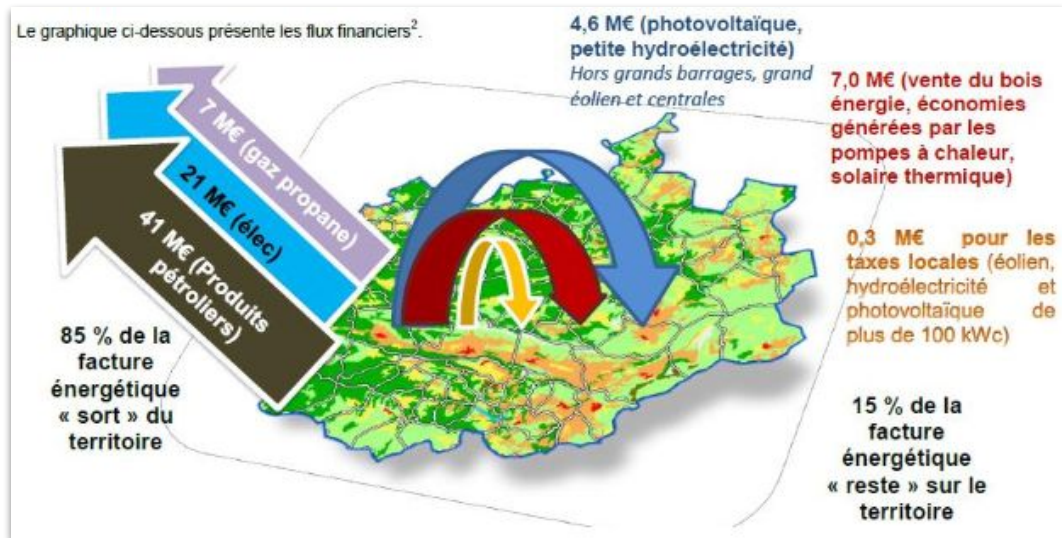 Le graphique ci-dessous présente les flux financiers².
4,6 M€ (photovoltaïque,
petite hydroélectricité)
Hors grands barrages, grand
éolien et centrales
7,0 M€ (vente du bois
énergie, économies
générées par les
pompes à chaleur,
solaire thermique)
0,3 M€ pour les
taxes locales (éolien,
hydroélectricité et
photovoltaïque de
plus de 100 kWc)
7 M€ (gaz propane)
21 M€ (élec)
41 M€ (Produits
pétroliers)
85 % de la
facture
énergétique
« sort » du
territoire
15 % de la
facture
énergétique
« reste » sur le
territoire